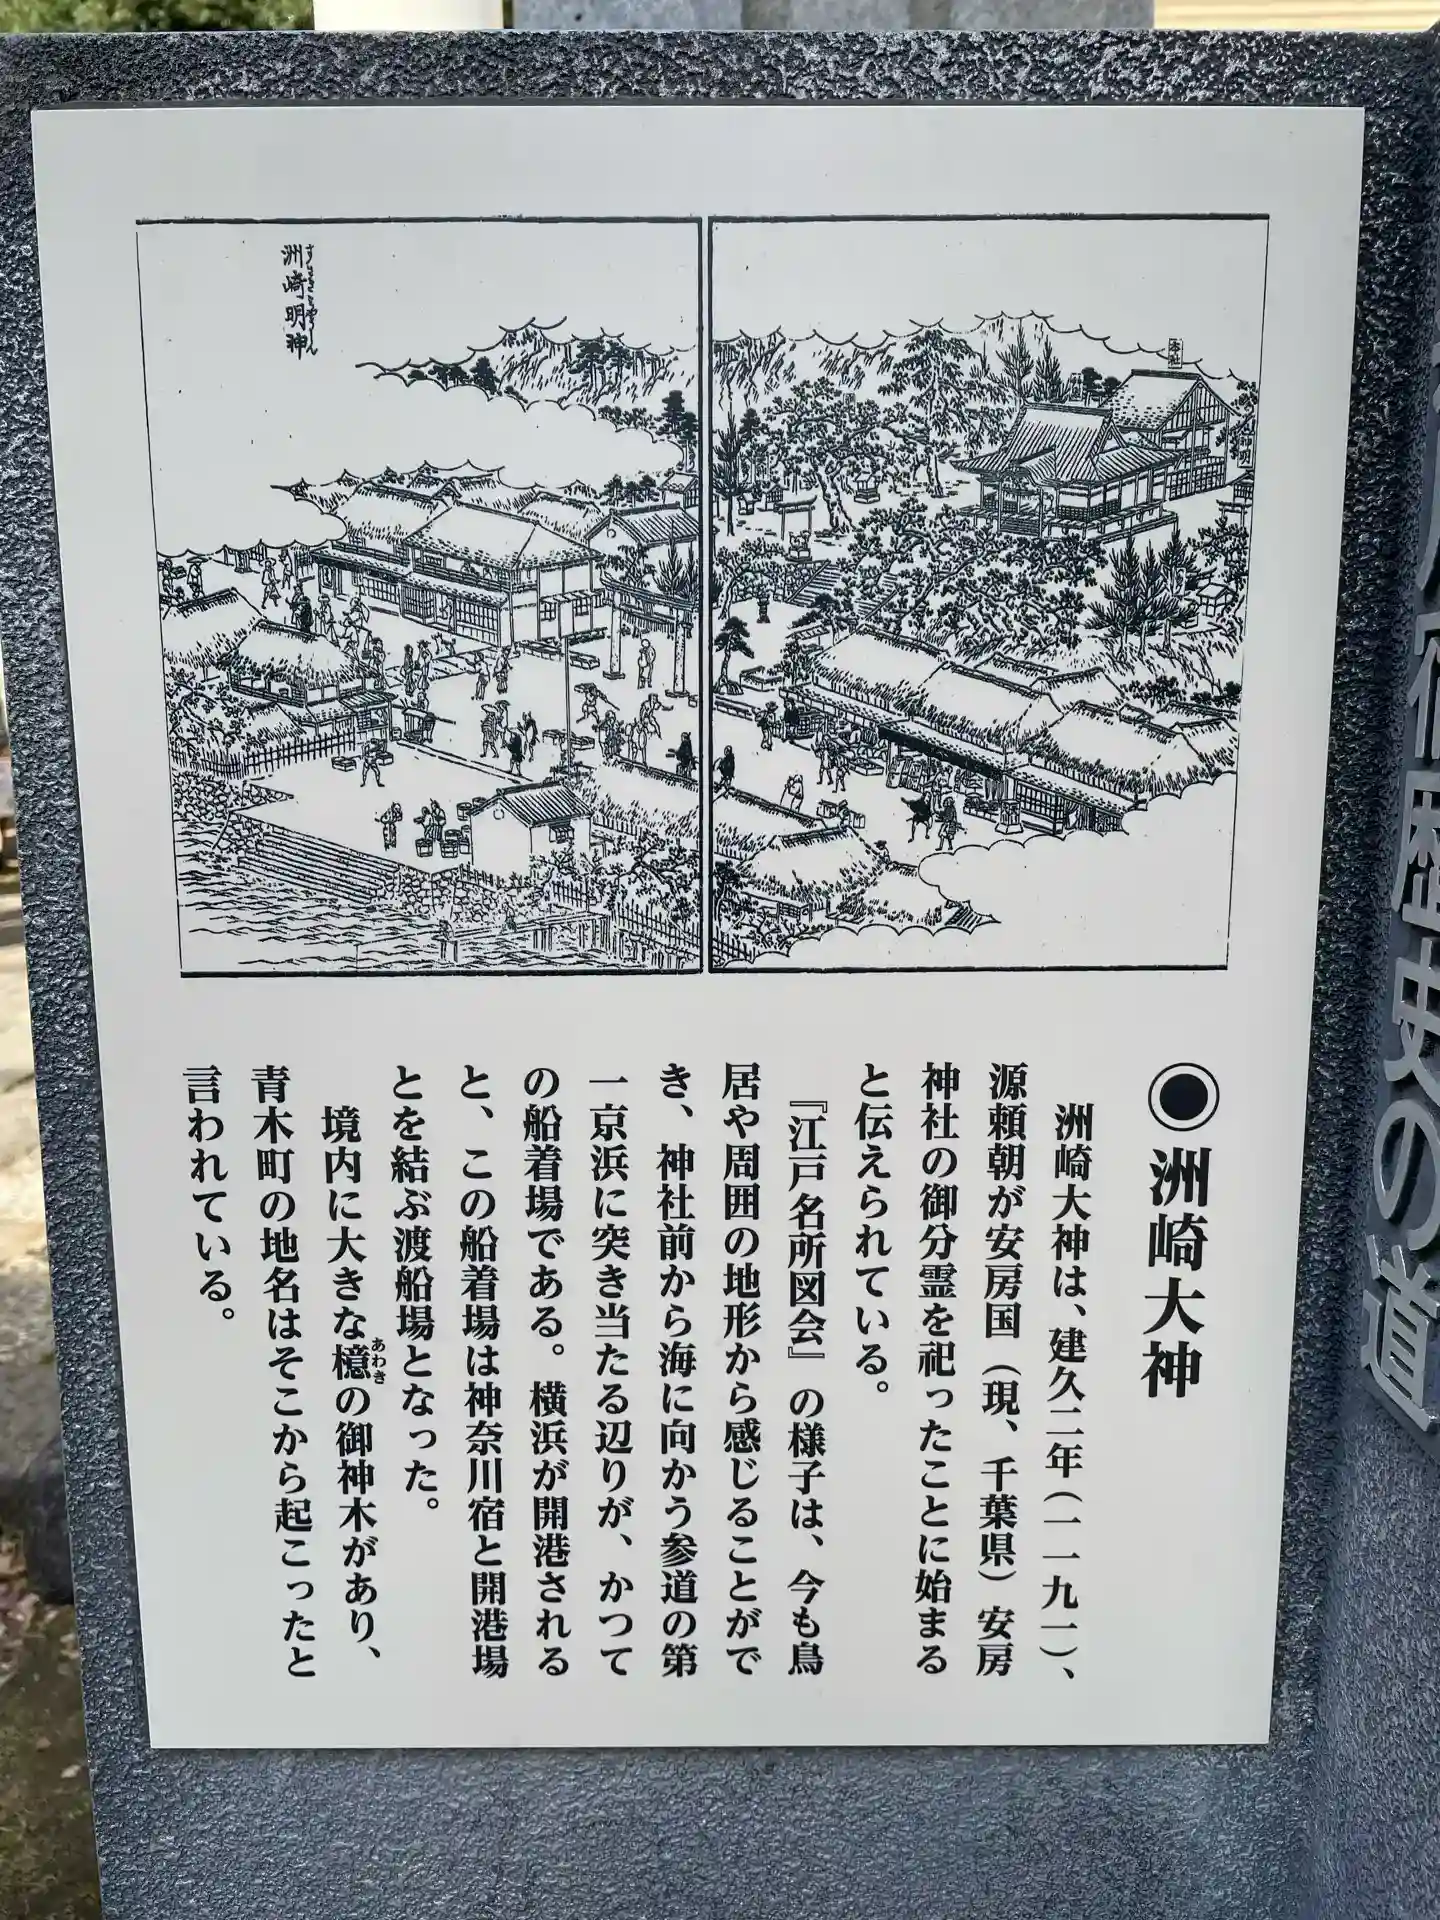 洲崎明神
◉洲崎大神
洲崎大神は、建久二年(一一九一)、
源頼朝が安房国(現、千葉県)安房
神社の御分霊を祀ったことに始まる
と伝えられている。
『江戸名所図会』の様子は、今も鳥
居や周囲の地形から感じることがで
き、神社前から海に向かう参道の第
一京浜に突き当たる辺りが、かつて
の船着場である。横浜が開港される
と、この船着場は神奈川宿と開港場
とを結ぶ渡船場となった。
境内に大きな檍の御神木があり、
あわき
青木町の地名はそこから起こったと
言われている。
宿歴史の道